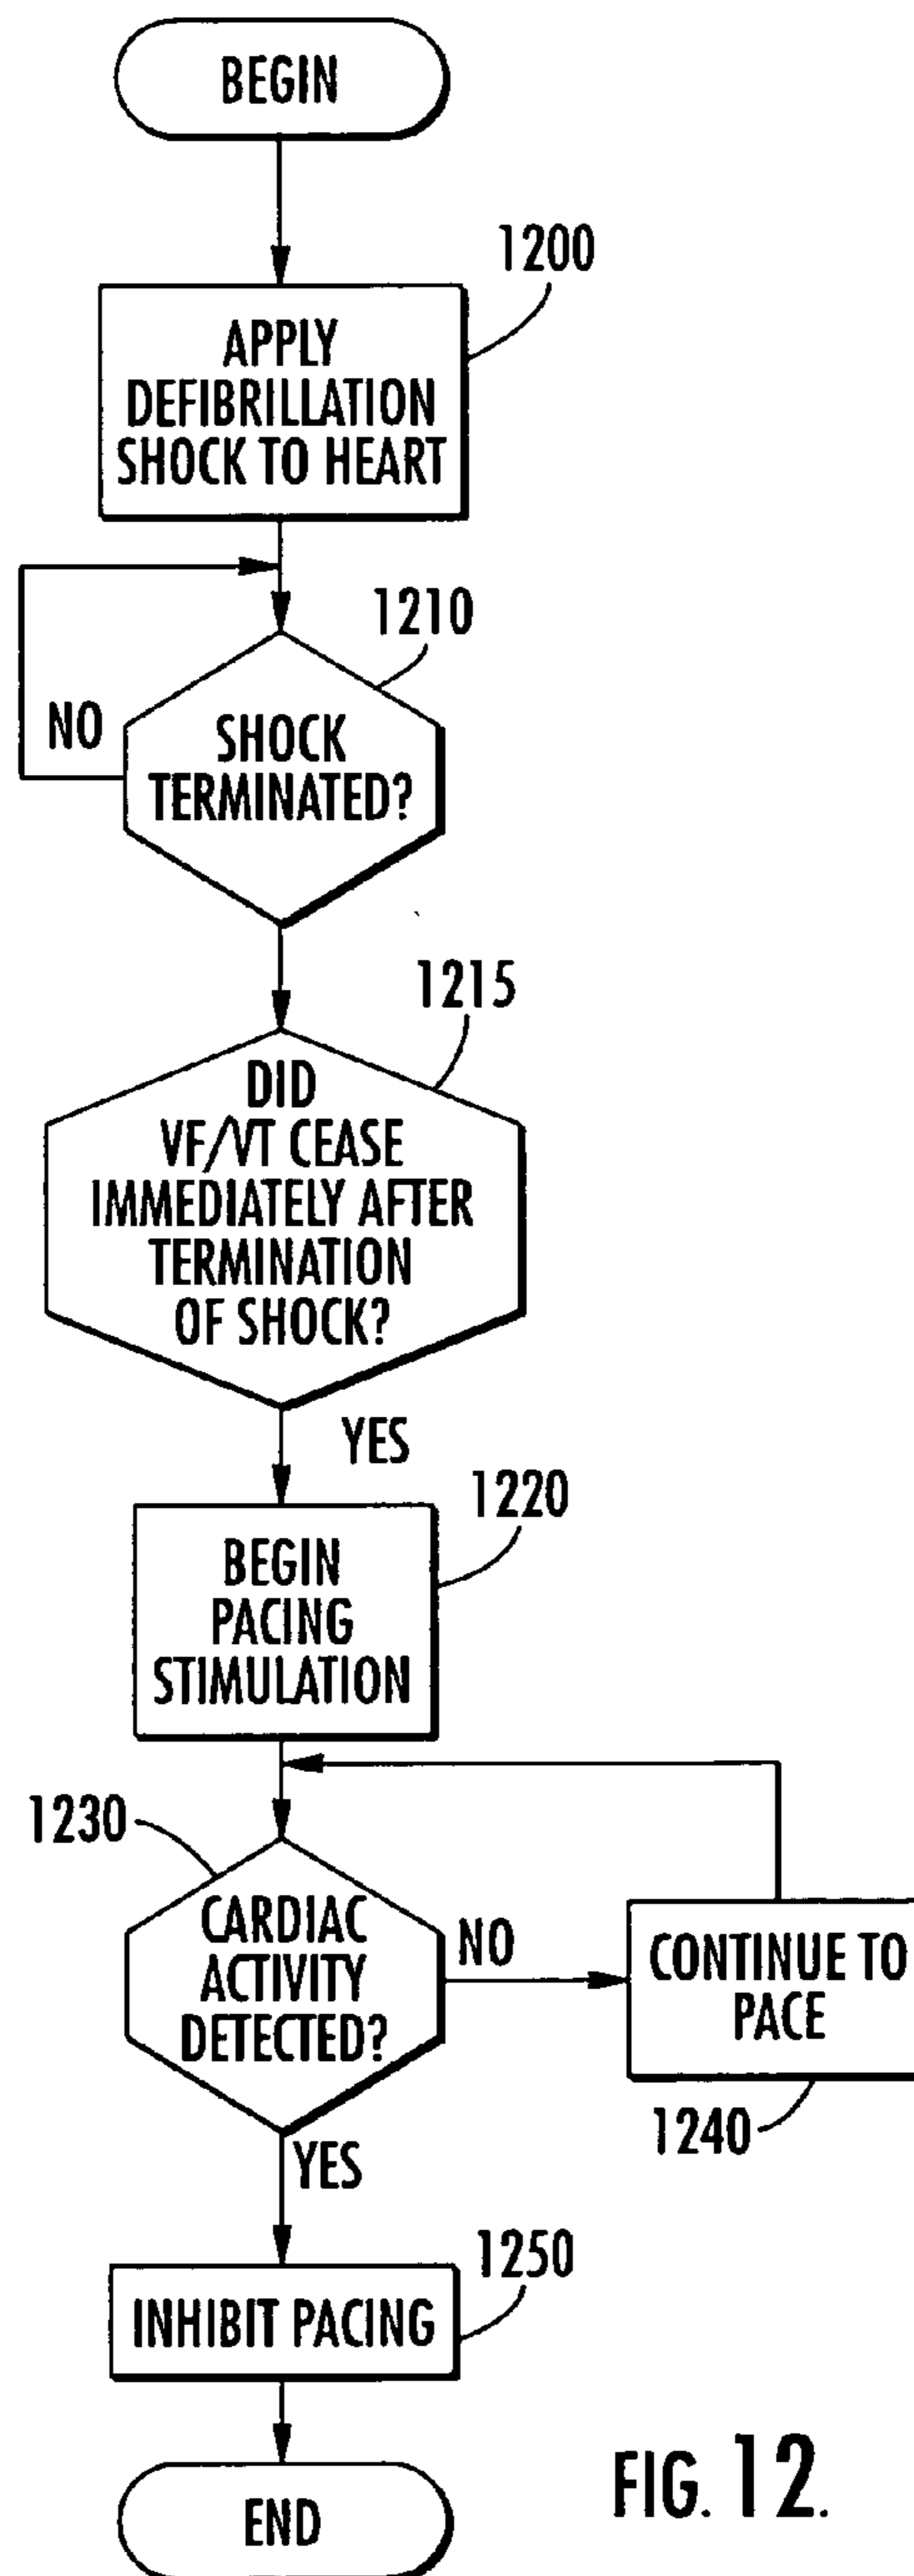 BEGIN
1200
APPLY
DEFIBRILLATION
SHOCK TO HEART
1210
NO
SHOCK
TERMINATED?
1215
DID
VF/VT CEASE
IMMEDIATELY AFTER
TERMINATION
OF SHOCK?
YES
1220
BEGIN
PACING
STIMULATION
1230
CARDIAC
ACTIVITY
DETECTED?
NO
CONTINUE TO
PACE
1240
YES
1250
INHIBIT PACING
END
FIG. 12.